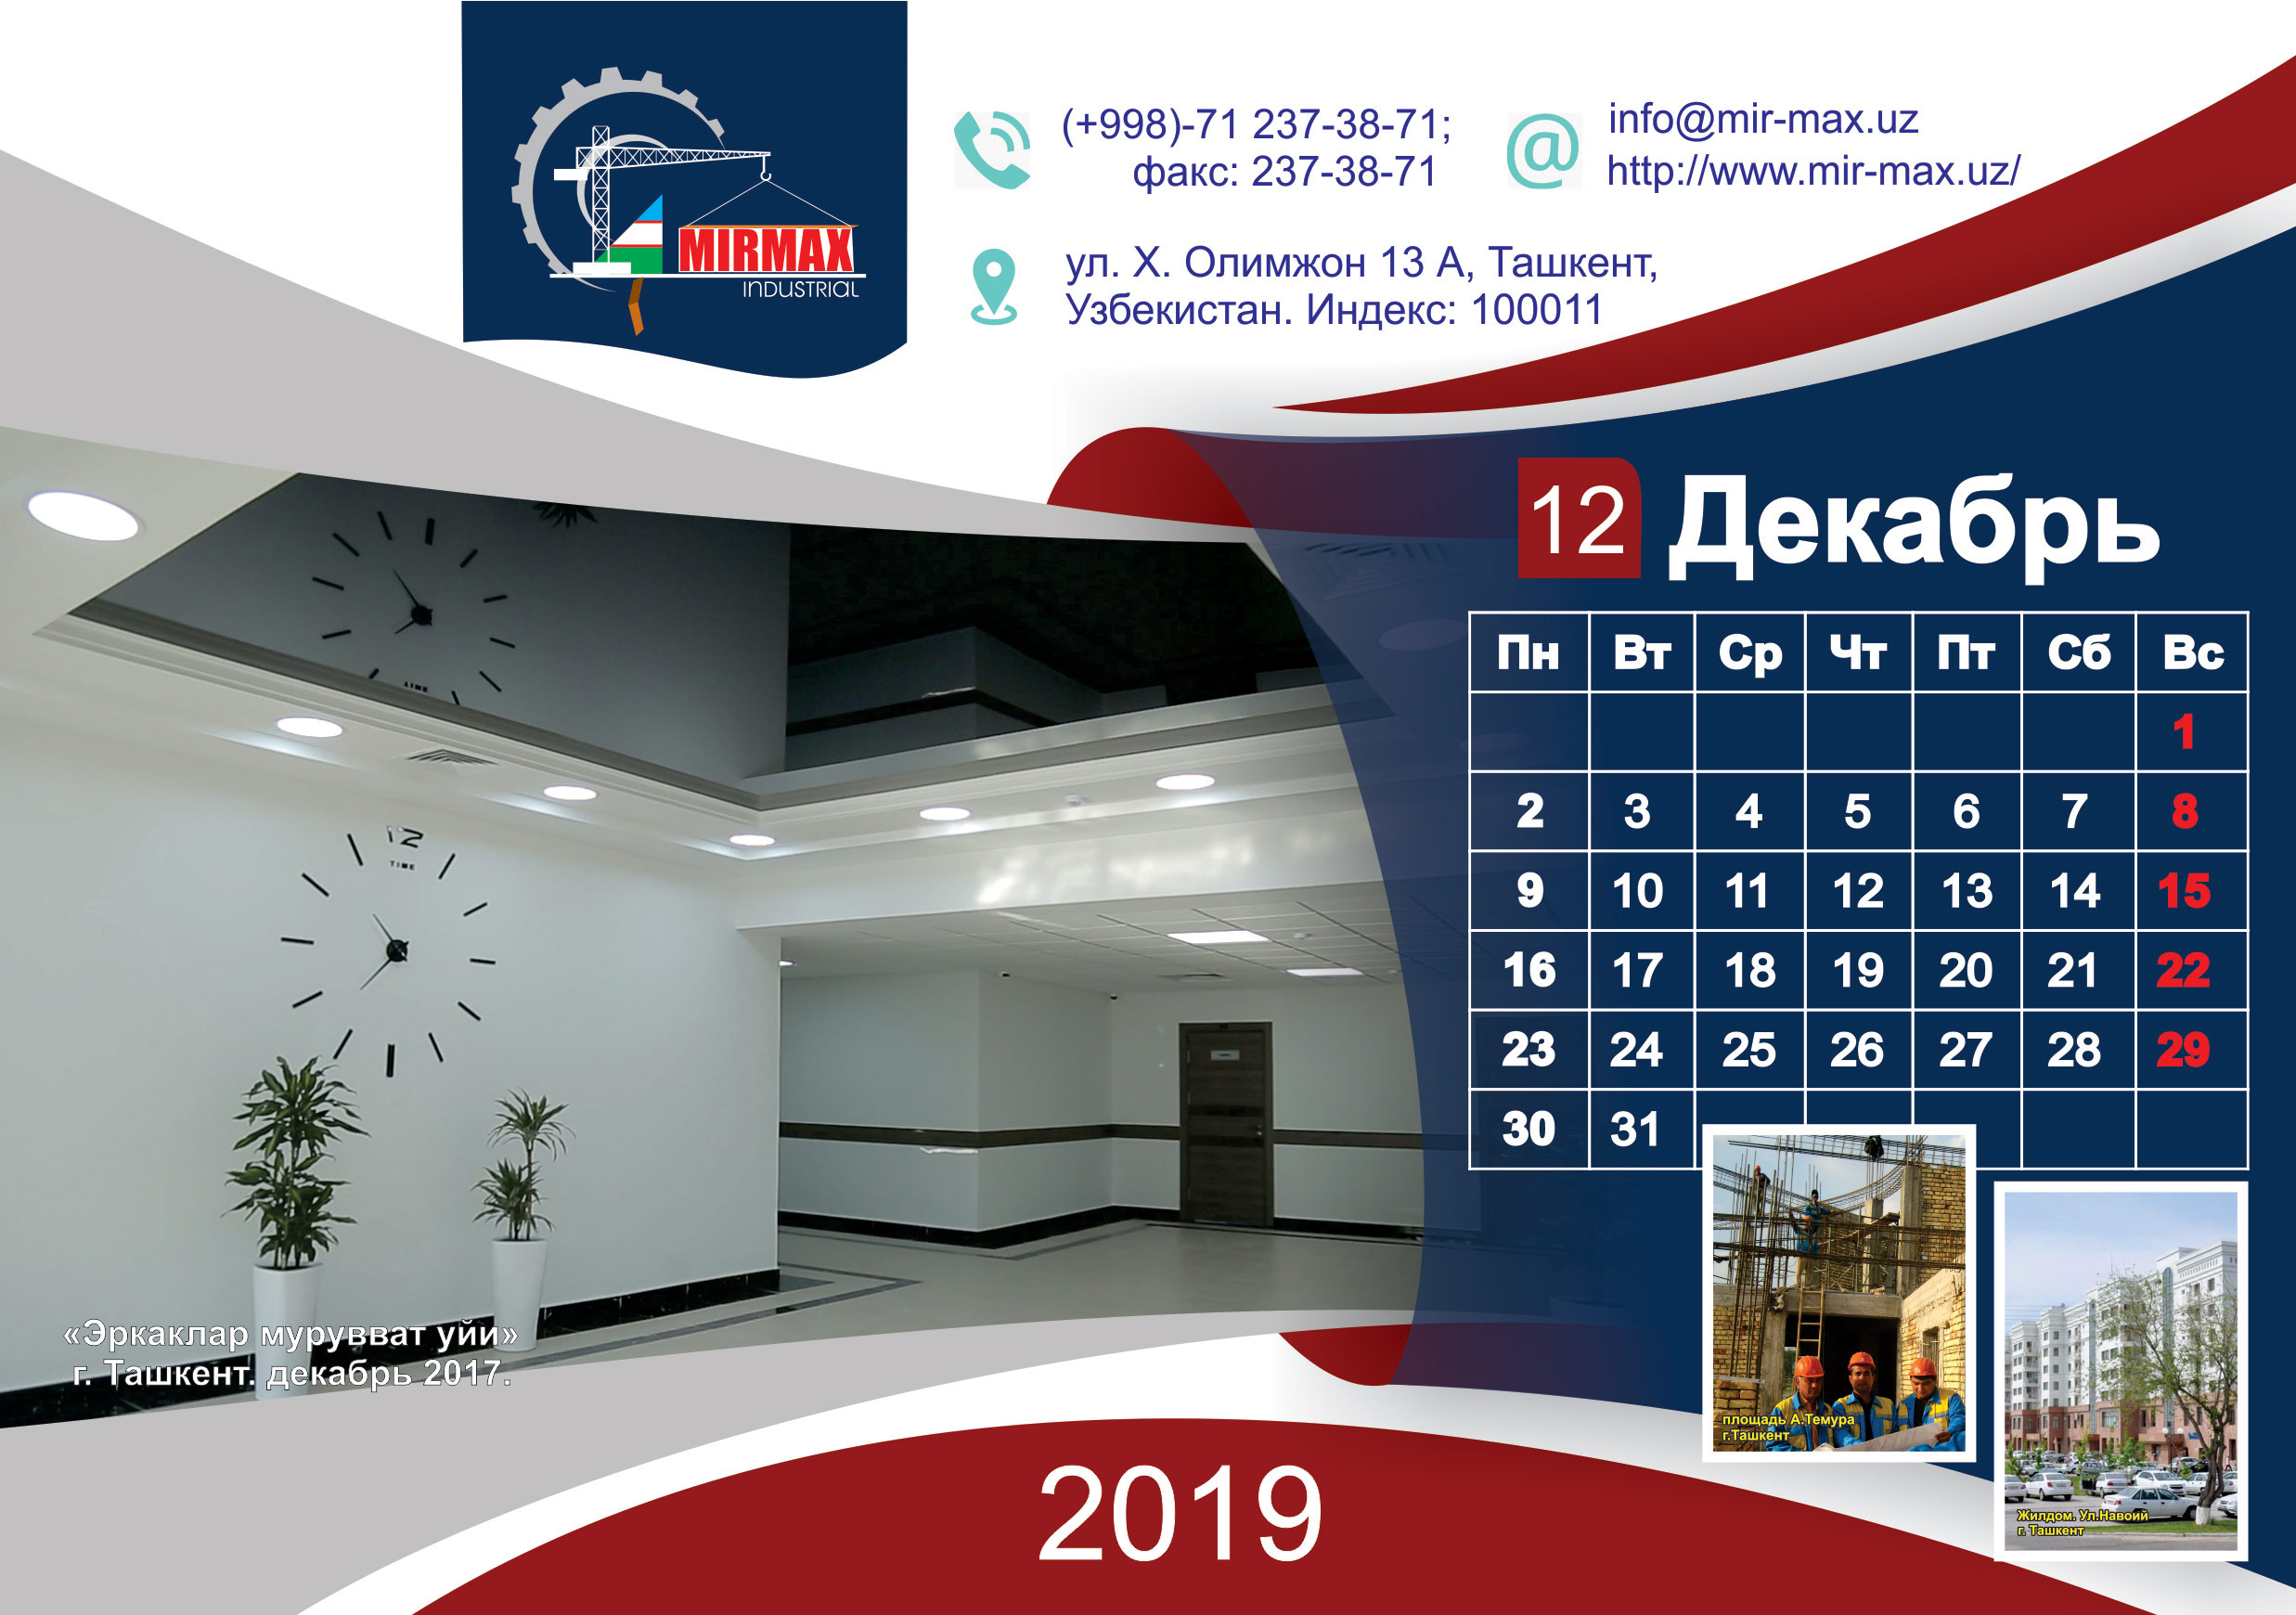 MIRMAX
INDUSTRIAL
(+998)-71 237-38-71;
факс: 237-38-71
info@mir-max.uz
http://www.mir-max.uz/
ул. Х. Олимжон 13 А, Ташкент,
Узбекистан. Индекс: 100011
12 Декабрь
Пн Вт Ср Чт Пт Сб Вс
1
2 3 4 5 6 7 8
9 10 11 12 13 14 15
16 17 18 19 20 21 22
23 24 25 26 27 28 29
30 31
TIME
12
TIME
«Эркаклар мурувват уйи»
г. Ташкент. декабрь 2017.
площадь А.Темура
г.Ташкент
Жилдом. Ул.Навоий
г. Ташкент
2019